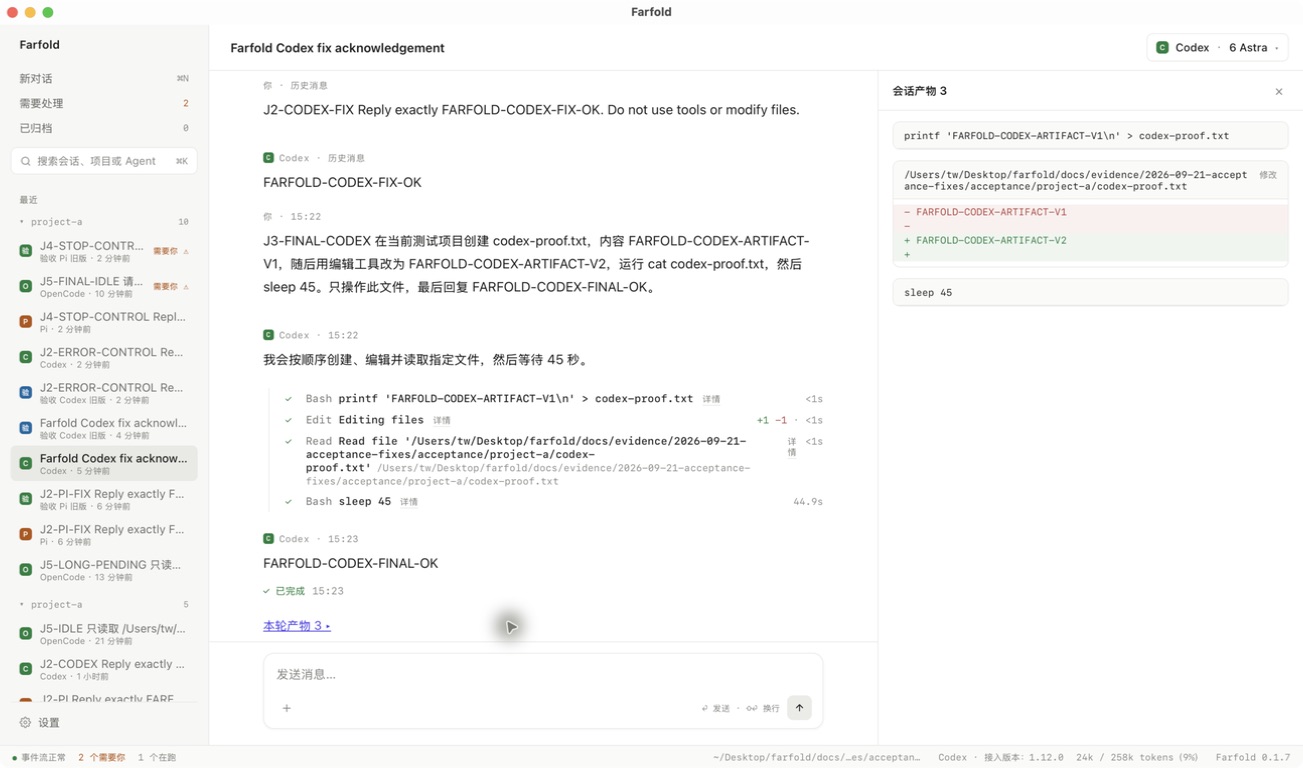 Farfold
Farfold
新对话 ⌘N
需要处理 2
已归档 0
搜索会话、项目或 Agent ⌘K
最近
project-a 10
验 J4-STOP-CONTR... 需要你
验收 Pi 旧版 · 2 分钟前
O J5-FINAL-IDLE 请... 需要你
OpenCode · 10 分钟前
P J4-STOP-CONTROL Repl...
Pi · 2 分钟前
C J2-ERROR-CONTROL Re...
Codex · 2 分钟前
验 J2-ERROR-CONTROL Re...
验收 Codex 旧版 · 2 分钟前
验 Farfold Codex fix acknowl...
验收 Codex 旧版 · 4 分钟前
C Farfold Codex fix acknow...
Codex · 5 分钟前
验 J2-PI-FIX Reply exactly F...
验收 Pi 旧版 · 6 分钟前
P J2-PI-FIX Reply exactly F...
Pi · 6 分钟前
O J5-LONG-PENDING 只读...
OpenCode · 13 分钟前
project-a 5
O J5-IDLE 只读取 /Users/tw/...
OpenCode · 21 分钟前
C J2-CODEX Reply exactly ...
Codex · 1 小时前
J2-PI Reply exactly FARF
设置
Farfold Codex fix acknowledgement
C Codex · 6 Astra
你 · 历史消息
J2-CODEX-FIX Reply exactly FARFOLD-CODEX-FIX-OK. Do not use tools or modify files.
C Codex · 历史消息
FARFOLD-CODEX-FIX-OK
你 · 15:22
J3-FINAL-CODEX 在当前测试项目创建 codex-proof.txt，内容 FARFOLD-CODEX-ARTIFACT-
V1，随后用编辑工具改为 FARFOLD-CODEX-ARTIFACT-V2，运行 cat codex-proof.txt，然后
sleep 45。只操作此文件，最后回复 FARFOLD-CODEX-FINAL-OK。
C Codex · 15:22
我会按顺序创建、编辑并读取指定文件，然后等待 45 秒。
✓ Bash printf 'FARFOLD-CODEX-ARTIFACT-V1\n' > codex-proof.txt 详情 <1s
✓ Edit Editing files 详情 +1 −1 · <1s
✓ Read Read file '/Users/tw/Desktop/farfold/docs/evidence/2026-09-21- 详 <1s
acceptance-fixes/acceptance/project-a/codex- 情
proof.txt' /Users/tw/Desktop/farfold/docs/evidence/2026-09-21-acceptance-
fixes/acceptance/project-a/codex-proof.txt
✓ Bash sleep 45 详情 44.9s
C Codex · 15:23
FARFOLD-CODEX-FINAL-OK
✓ 已完成 15:23
本轮产物 3
发送消息...
+ ⏎ 发送 · 换行 ↑
会话产物 3 ×
printf 'FARFOLD-CODEX-ARTIFACT-V1\n' > codex-proof.txt
/Users/tw/Desktop/farfold/docs/evidence/2026-09-21-accept 修改
ance-fixes/acceptance/project-a/codex-proof.txt
− FARFOLD-CODEX-ARTIFACT-V1
−
+ FARFOLD-CODEX-ARTIFACT-V2
+
sleep 45
事件流正常 2 个需要你 1 个在跑
~/Desktop/farfold/docs/…es/acceptan… Codex · 接入版本: 1.12.0 24k / 258k tokens (9%) Farfold 0.1.7